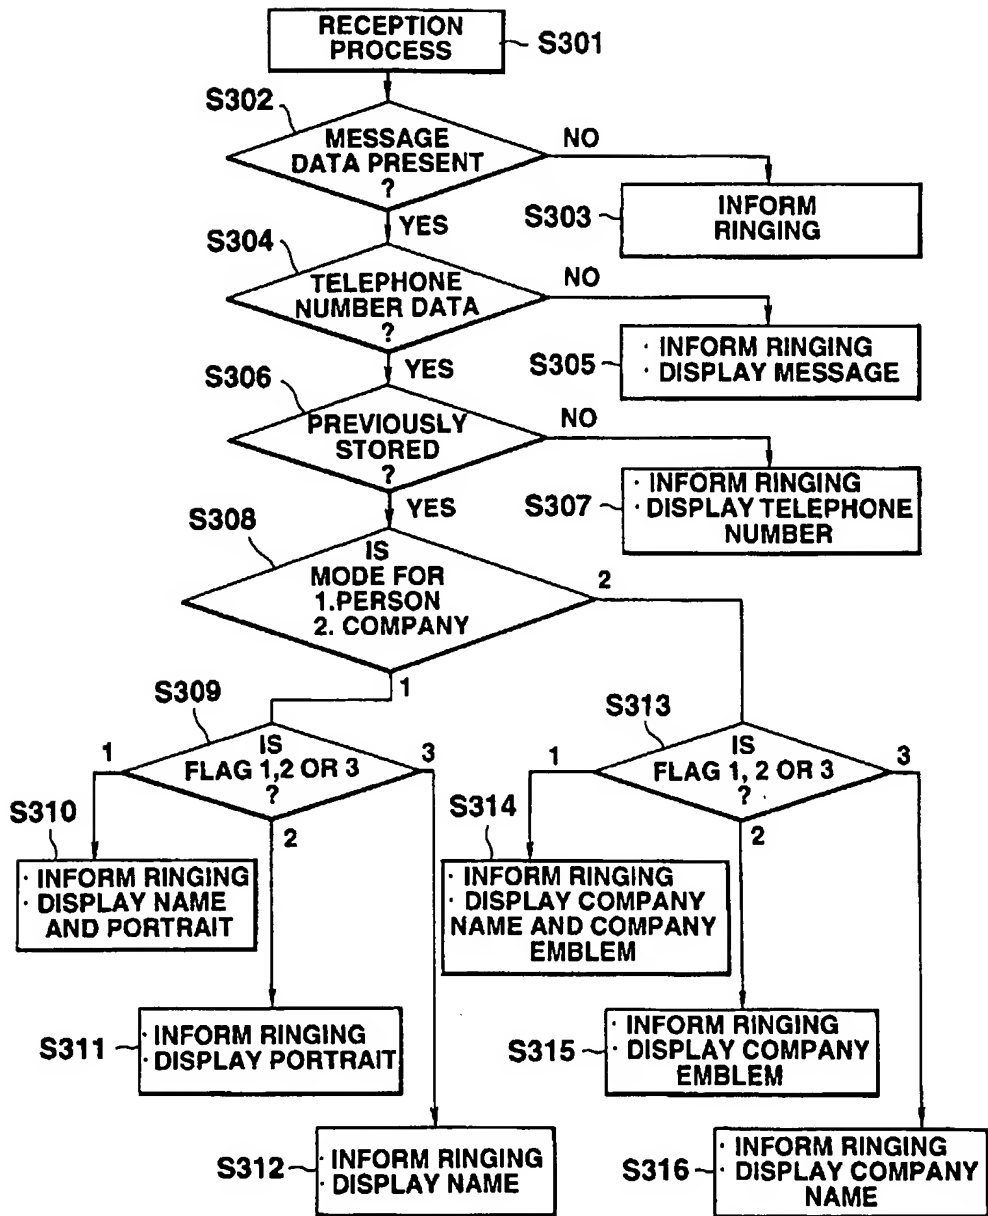 RECEPTION
PROCESS
S301
S302
MESSAGE
DATA PRESENT
?
NO
YES
S303
INFORM
RINGING
S304
TELEPHONE
NUMBER DATA
?
NO
YES
S305
· INFORM RINGING
· DISPLAY MESSAGE
S306
PREVIOUSLY
STORED
?
NO
YES
S307
· INFORM RINGING
· DISPLAY TELEPHONE
NUMBER
S308
IS
MODE FOR
1.PERSON
2. COMPANY
2
1
S309
IS
FLAG 1,2 OR 3
?
1
3
2
S313
IS
FLAG 1, 2 OR 3
?
1
3
2
S310
· INFORM RINGING
· DISPLAY NAME
AND PORTRAIT
S314
· INFORM RINGING
· DISPLAY COMPANY
NAME AND COMPANY
EMBLEM
S311
· INFORM RINGING
· DISPLAY PORTRAIT
S315
· INFORM RINGING
· DISPLAY COMPANY
EMBLEM
S312
· INFORM RINGING
· DISPLAY NAME
S316
· INFORM RINGING
· DISPLAY COMPANY
NAME